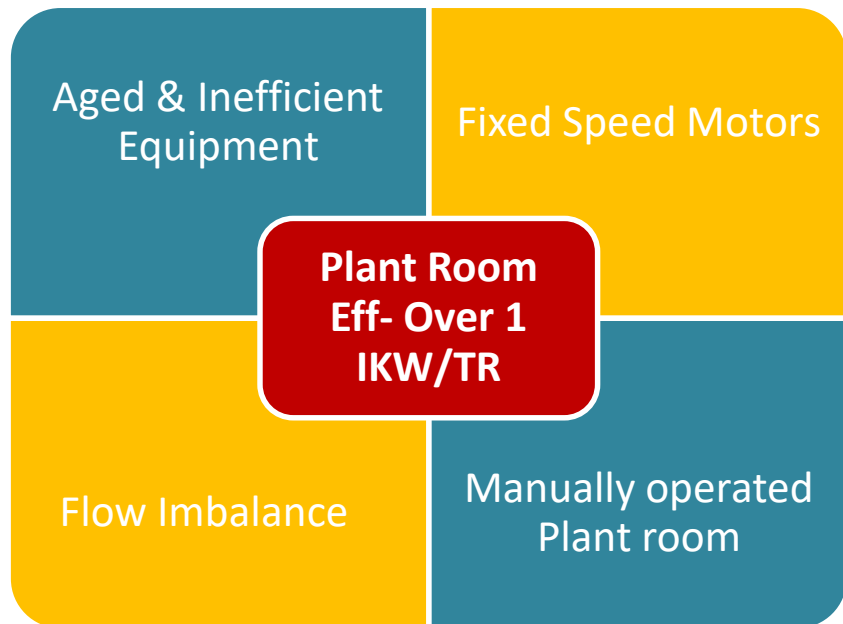 Aged & Inefficient
Equipment
Fixed Speed Motors
Plant Room
Eff- Over 1
IKW/TR
Flow Imbalance
Manually operated
Plant room